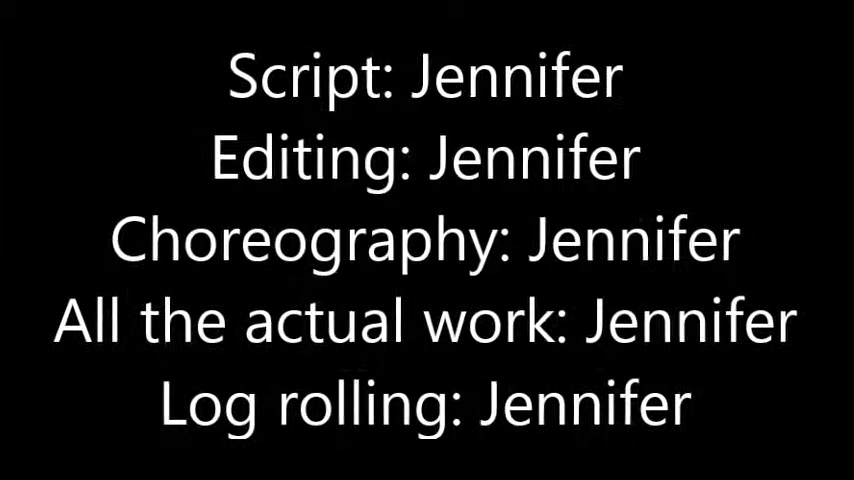 Script: Jennifer
Editing: Jennifer
Choreography: Jennifer
All the actual work: Jennifer
Log rolling: Jennifer